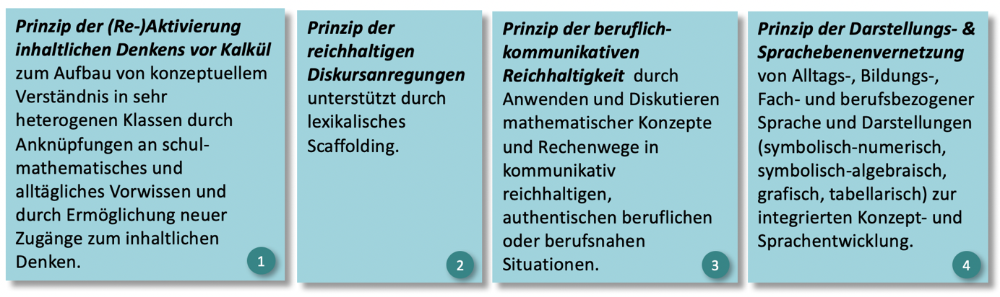 Prinzip der (Re-)Aktivierung
inhaltlichen Denkens vor Kalkül
zum Aufbau von konzeptuellem
Verständnis in sehr
heterogenen Klassen durch
Anknüpfungen an schul-
mathematisches und
alltägliches Vorwissen und
durch Ermöglichung neuer
Zugänge zum inhaltlichen
Denken.
1
Prinzip der
reichhaltigen
Diskursanregungen
unterstützt durch
lexikalisches
Scaffolding.
2
Prinzip der beruflich-
kommunikativen
Reichhaltigkeit durch
Anwenden und Diskutieren
mathematischer Konzepte
und Rechenwege in
kommunikativ
reichhaltigen,
authentischen beruflichen
oder berufsnahen
Situationen.
3
Prinzip der Darstellungs- &
Sprachebenenvernetzung
von Alltags-, Bildungs-,
Fach- und berufsbezogener
Sprache und Darstellungen
(symbolisch-numerisch,
symbolisch-algebraisch,
grafisch, tabellarisch) zur
integrierten Konzept- und
Sprachentwicklung.
4